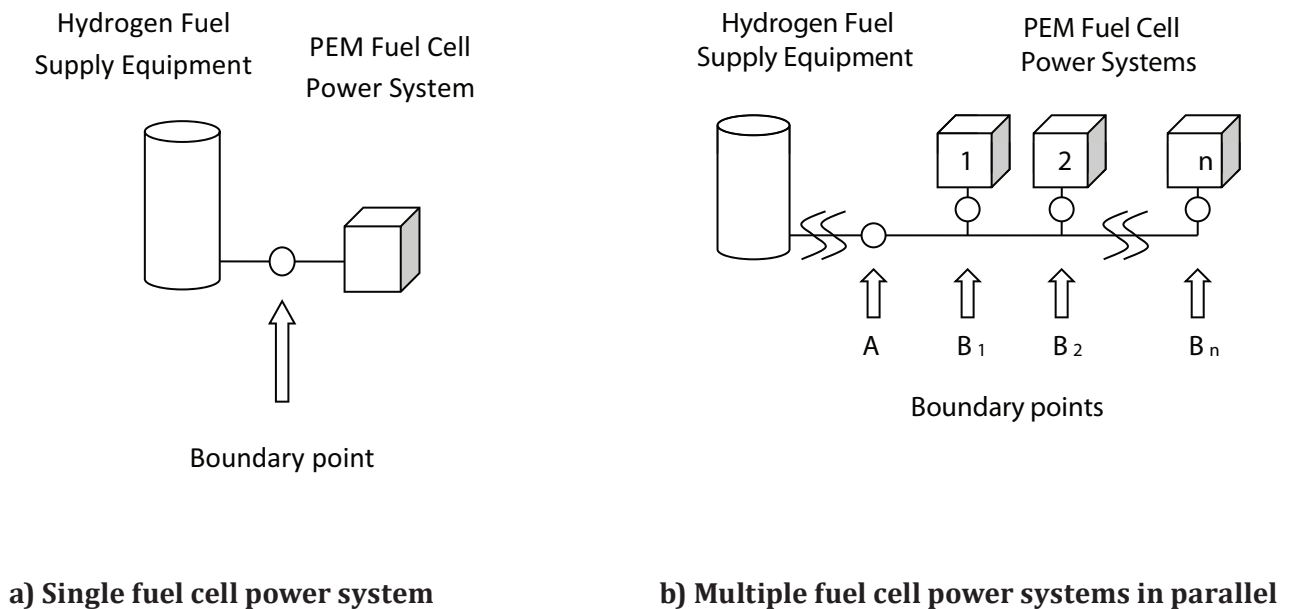 Hydrogen Fuel
Supply Equipment
PEM Fuel Cell
Power System
Boundary point
a) Single fuel cell power system
Hydrogen Fuel
Supply Equipment
PEM Fuel Cell
Power Systems
1
2
n
A
B 1
B 2
B n
Boundary points
b) Multiple fuel cell power systems in parallel